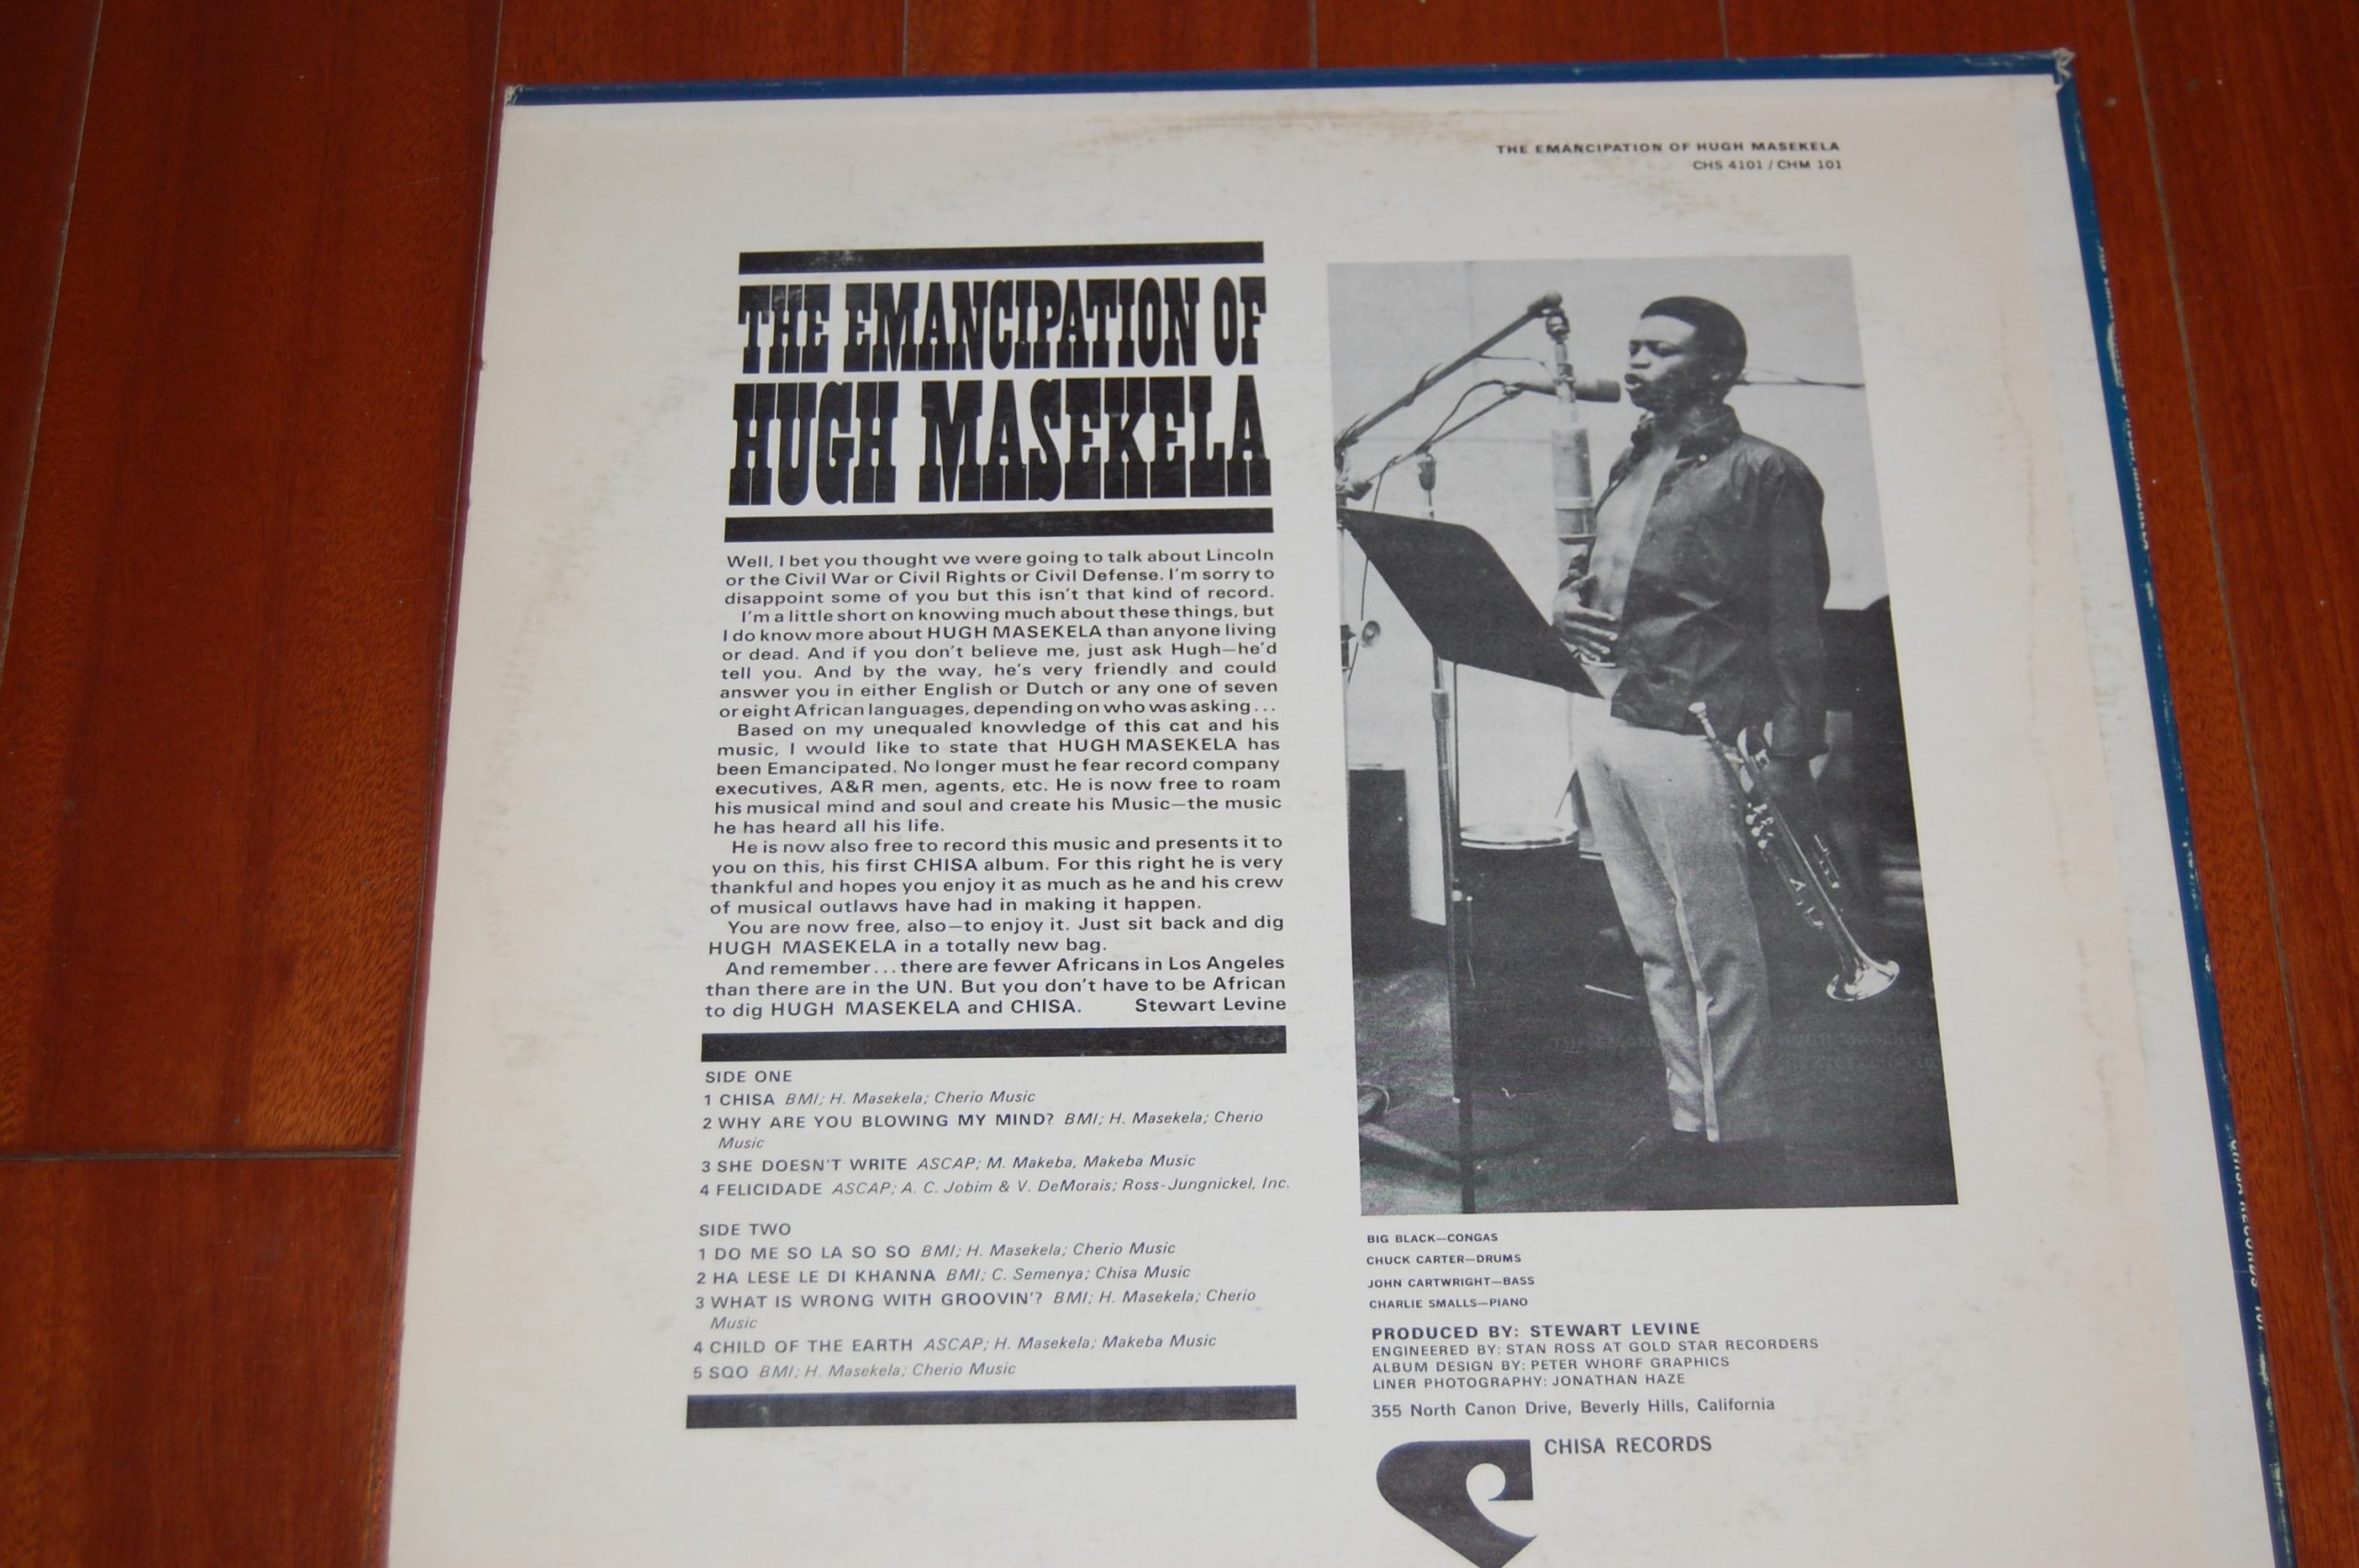 THE EMANCIPATION OF HUGH MASEKELA
CHS 4101 / CHM 101
THE EMANCIPATION OF
HUGH MASEKELA
Well, I bet you thought we were going to talk about Lincoln
or the Civil War or Civil Rights or Civil Defense. I'm sorry to
disappoint some of you but this isn't that kind of record.
I'm a little short on knowing much about these things, but
I do know more about HUGH MASEKELA than anyone living
or dead. And if you don't believe me, just ask Hugh—he'd
tell you. And by the way, he's very friendly and could
answer you in either English or Dutch or any one of seven
or eight African languages, depending on who was asking...
Based on my unequaled knowledge of this cat and his
music, I would like to state that HUGH MASEKELA has
been Emancipated. No longer must he fear record company
executives, A&R men, agents, etc. He is now free to roam
his musical mind and soul and create his Music—the music
he has heard all his life.
He is now also free to record this music and presents it to
you on this, his first CHISA album. For this right he is very
thankful and hopes you enjoy it as much as he and his crew
of musical outlaws have had in making it happen.
You are now free, also—to enjoy it. Just sit back and dig
HUGH MASEKELA in a totally new bag.
And remember... there are fewer Africans in Los Angeles
than there are in the UN. But you don't have to be African
to dig HUGH MASEKELA and CHISA. Stewart Levine
SIDE ONE
1 CHISA BMI; H. Masekela; Cherio Music
2 WHY ARE YOU BLOWING MY MIND? BMI; H. Masekela; Cherio
Music
3 SHE DOESN'T WRITE ASCAP; M. Makeba, Makeba Music
4 FELICIDADE ASCAP; A. C. Jobim & V. DeMorais; Ross-Jungnickel, Inc.
SIDE TWO
1 DO ME SO LA SO SO BMI; H. Masekela; Cherio Music
2 HA LESE LE DI KHANNA BMI; C. Semenya; Chisa Music
3 WHAT IS WRONG WITH GROOVIN'? BMI; H. Masekela; Cherio
Music
4 CHILD OF THE EARTH ASCAP; H. Masekela; Makeba Music
5 SQO BMI; H. Masekela; Cherio Music
BIG BLACK—CONGAS
CHUCK CARTER—DRUMS
JOHN CARTWRIGHT—BASS
CHARLIE SMALLS—PIANO
PRODUCED BY: STEWART LEVINE
ENGINEERED BY: STAN ROSS AT GOLD STAR RECORDERS
ALBUM DESIGN BY: PETER WHORF GRAPHICS
LINER PHOTOGRAPHY: JONATHAN HAZE
355 North Canon Drive, Beverly Hills, California
CHISA RECORDS